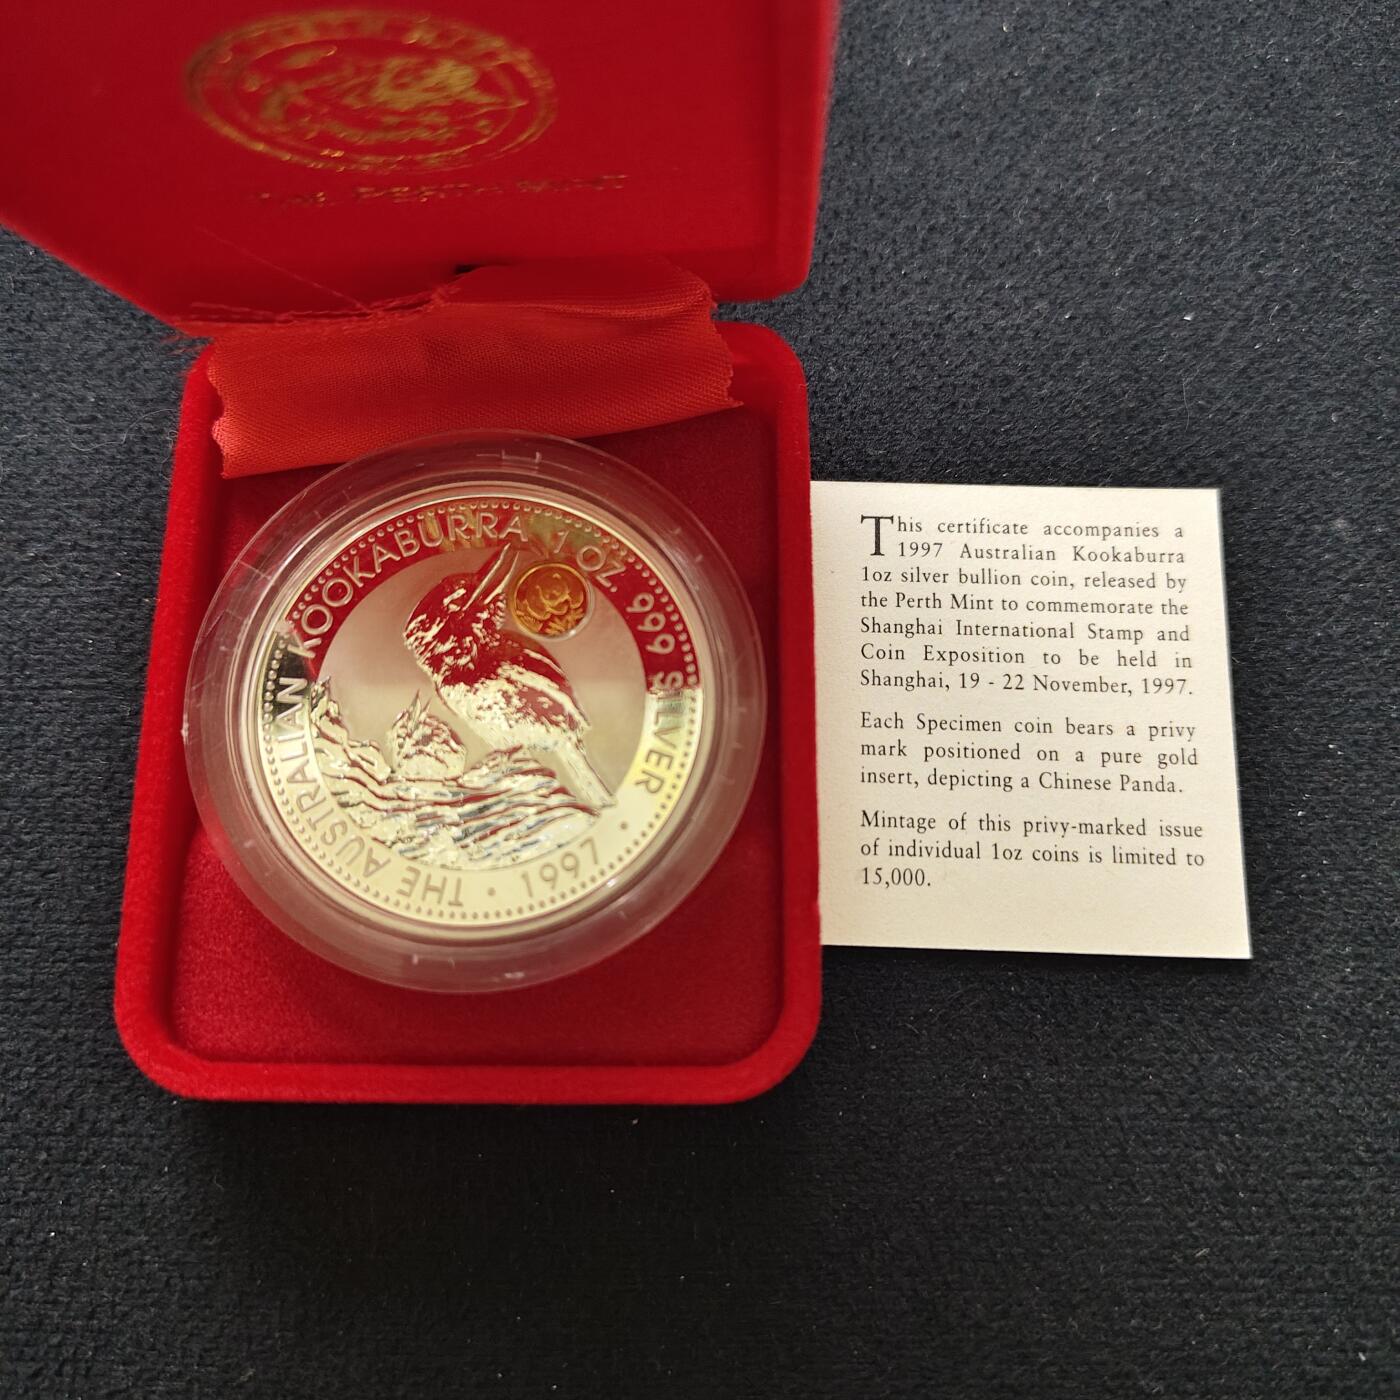 THE PERTH MINT
THE AUSTRALIAN KOOKABURRA 1 OZ. 999 SILVER
· 1997 ·
This certificate accompanies a
1997 Australian Kookaburra
1oz silver bullion coin, released by
the Perth Mint to commemorate the
Shanghai International Stamp and
Coin Exposition to be held in
Shanghai, 19 - 22 November, 1997.
Each Specimen coin bears a privy
mark positioned on a pure gold
insert, depicting a Chinese Panda.
Mintage of this privy-marked issue
of individual 1oz coins is limited to
15,000.